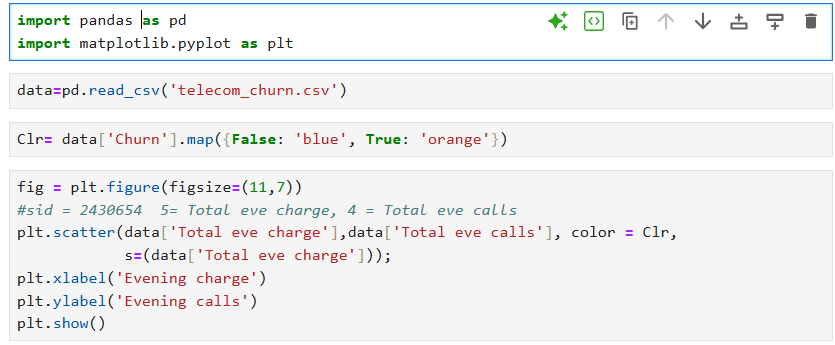 import pandas as pd
import matplotlib.pyplot as plt
data=pd.read_csv('telecom_churn.csv')
Clr= data['Churn'].map({False: 'blue', True: 'orange'})
fig = plt.figure(figsize=(11,7))
#sid = 2430654  5= Total eve charge, 4 = Total eve calls
plt.scatter(data['Total eve charge'],data['Total eve calls'], color = Clr,
            s=(data['Total eve charge']));
plt.xlabel('Evening charge')
plt.ylabel('Evening calls')
plt.show()